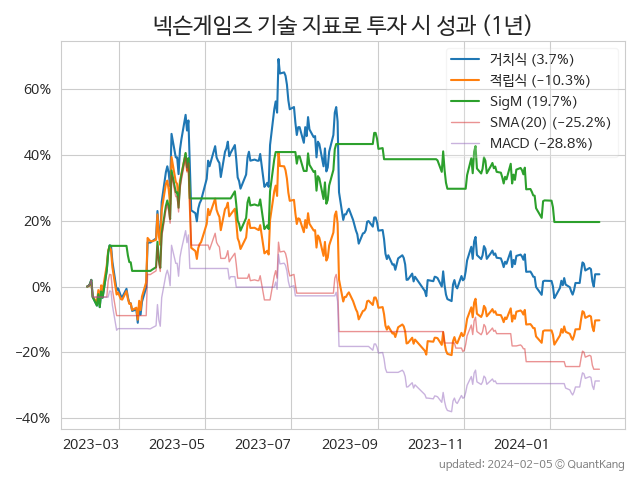 넥슨게임즈 기술 지표로 투자 시 성과 (1년)
거치식 (3.7%)
적립식 (−10.3%)
SigM (19.7%)
SMA(20) (−25.2%)
MACD (−28.8%)
60%
40%
20%
0%
−20%
−40%
2023-03 2023-05 2023-07 2023-09 2023-11 2024-01
updated: 2024-02-05 © QuantKang